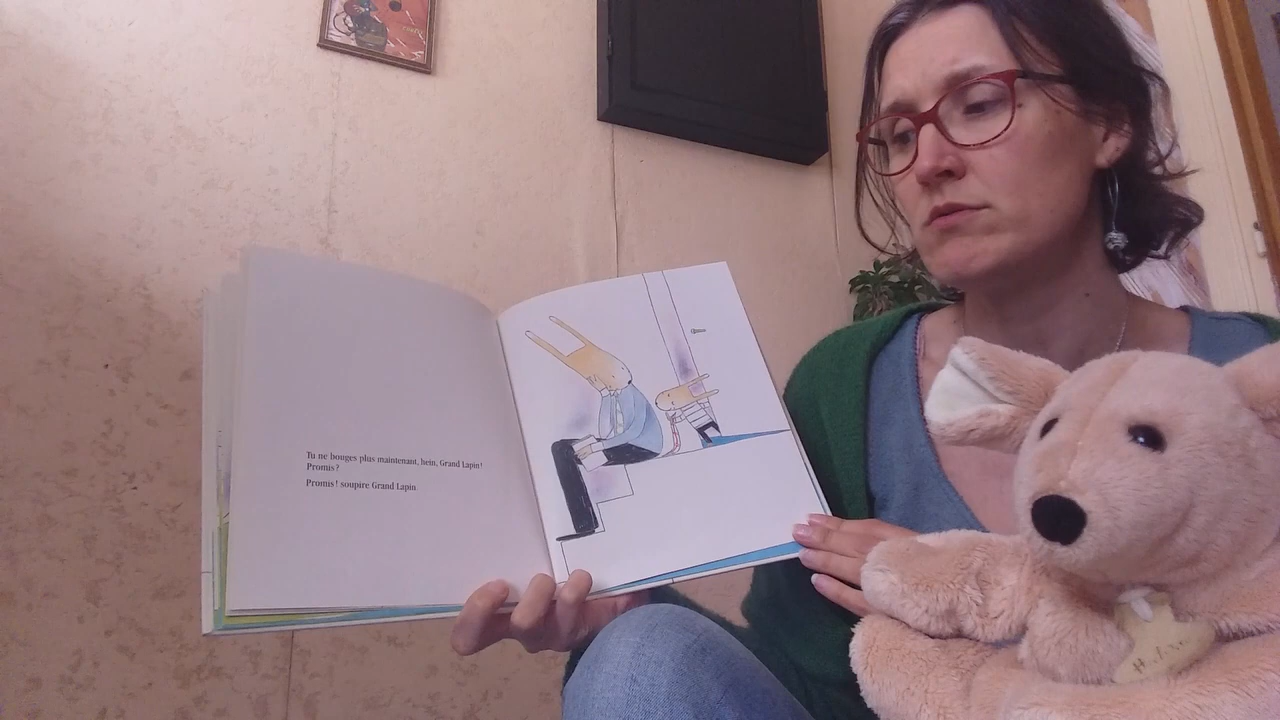 Tu ne bouges plus maintenant, hein, Grand Lapin!
Promis?
Promis! soupire Grand Lapin